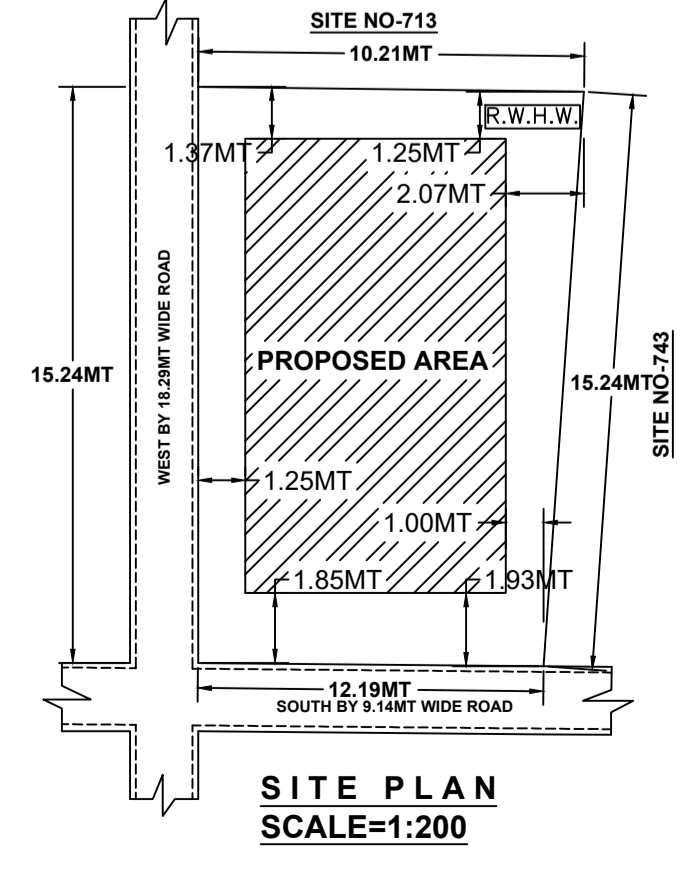 SITE NO-713
10.21MT
R.W.H.W.
1.37MT
1.25MT
2.07MT
WEST BY 18.29MT WIDE ROAD
15.24MT
PROPOSED AREA
15.24MT
SITE NO-743
1.25MT
1.00MT
1.85MT
1.93MT
12.19MT
SOUTH BY 9.14MT WIDE ROAD
SITE PLAN
SCALE=1:200